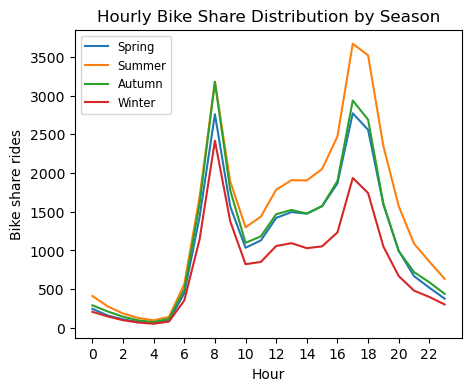 Hourly Bike Share Distribution by Season
Bike share rides
3500
3000
2500
2000
1500
1000
500
0
Spring
Summer
Autumn
Winter
0 2 4 6 8 10 12 14 16 18 20 22
Hour